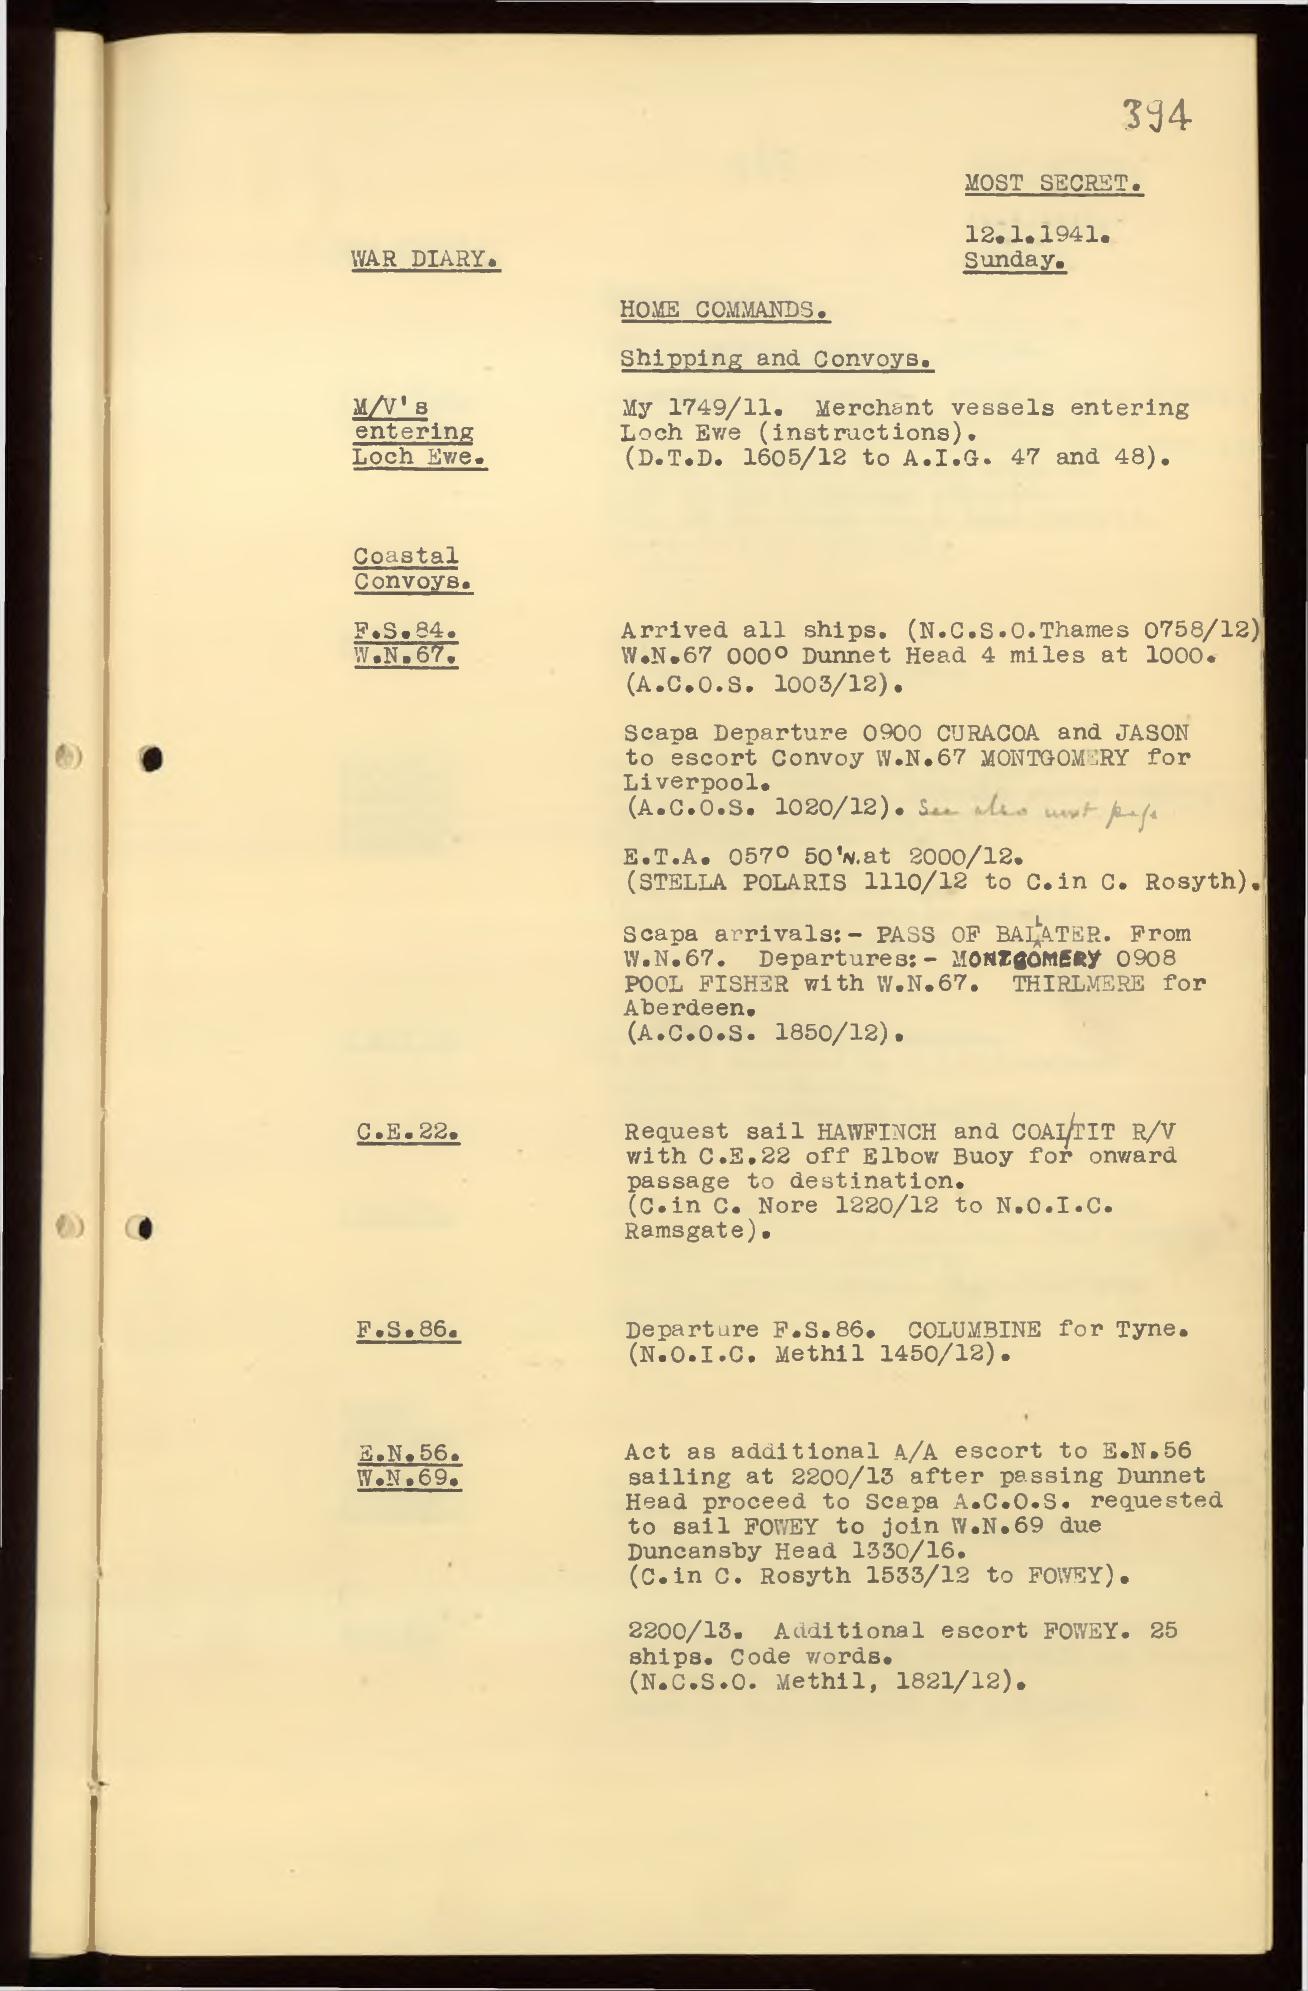 394
MOST SECRET.
12.1.1941.
Sunday.
WAR DIARY.
HOME COMMANDS.
Shipping and Convoys.
M/V's
entering
Loch Ewe.
My 1749/11. Merchant vessels entering
Loch Ewe (instructions).
(D.T.D. 1605/12 to A.I.G. 47 and 48).
Coastal
Convoys.
F.S.84.
W.N.67.
Arrived all ships. (N.C.S.O.Thames 0758/12)
W.N.67 000° Dunnet Head 4 miles at 1000.
(A.C.O.S. 1003/12).
Scapa Departure 0900 CURACOA and JASON
to escort Convoy W.N.67 MONTGOMERY for
Liverpool.
(A.C.O.S. 1020/12). See also next page
E.T.A. 057° 50'N.at 2000/12.
(STELLA POLARIS 1110/12 to C.in C. Rosyth).
Scapa arrivals:- PASS OF BALLATER. From
W.N.67. Departures:- MONTGOMERY 0908
POOL FISHER with W.N.67. THIRLMERE for
Aberdeen.
(A.C.O.S. 1850/12).
C.E.22.
Request sail HAWFINCH and COAL/TIT R/V
with C.E.22 off Elbow Buoy for onward
passage to destination.
(C.in C. Nore 1220/12 to N.O.I.C.
Ramsgate).
F.S.86.
Departure F.S.86. COLUMBINE for Tyne.
(N.O.I.C. Methil 1450/12).
E.N.56.
W.N.69.
Act as additional A/A escort to E.N.56
sailing at 2200/13 after passing Dunnet
Head proceed to Scapa A.C.O.S. requested
to sail FOWEY to join W.N.69 due
Duncansby Head 1330/16.
(C.in C. Rosyth 1533/12 to FOWEY).
2200/13. Additional escort FOWEY. 25
ships. Code words.
(N.C.S.O. Methil, 1821/12).